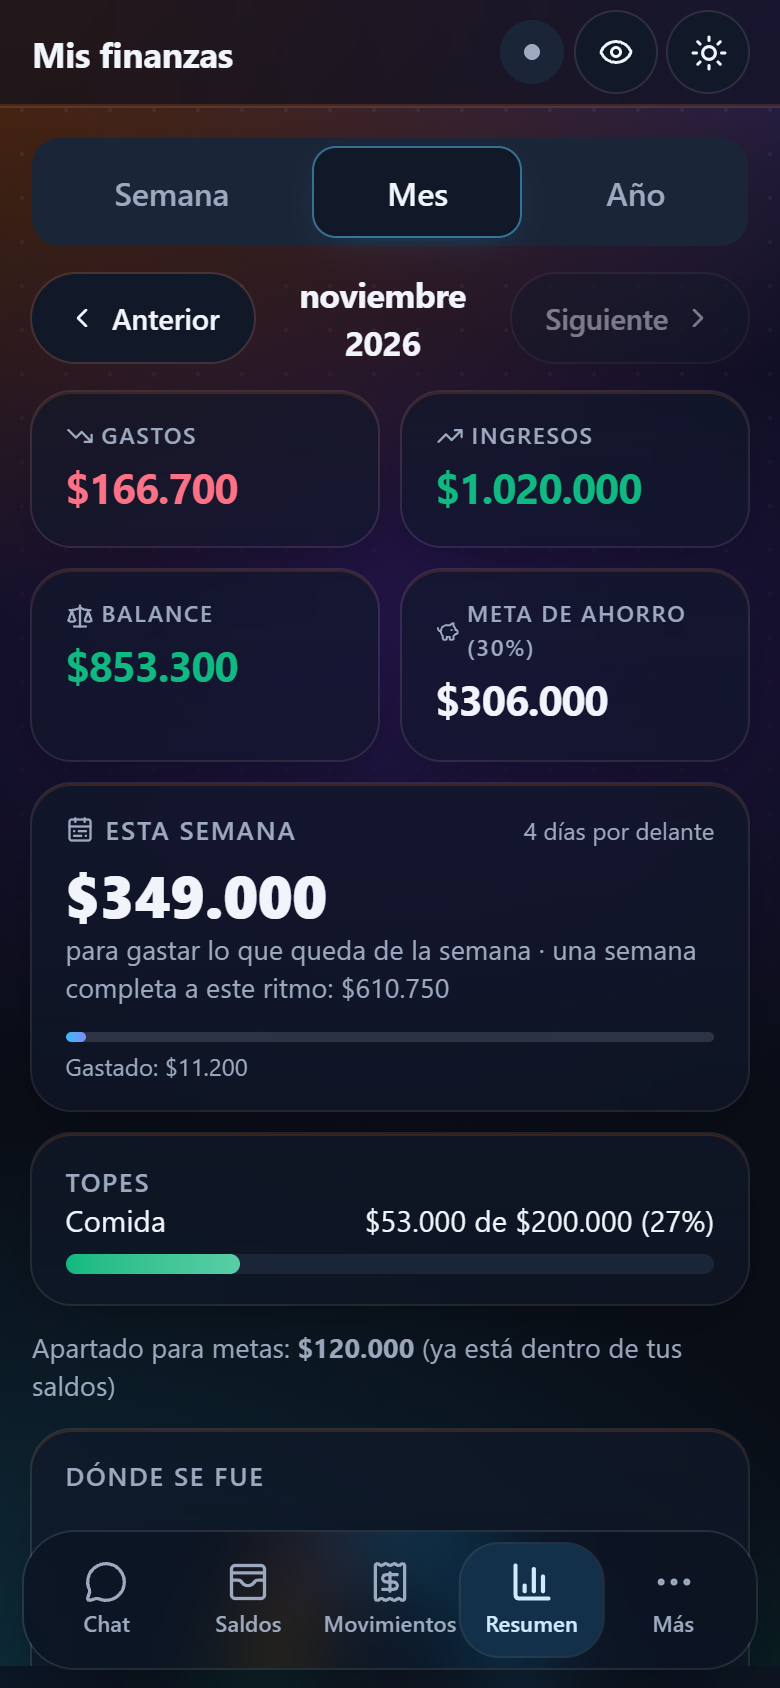 Mis finanzas
Semana
Mes
Año
Anterior
noviembre
2026
Siguiente
GASTOS
$166.700
INGRESOS
$1.020.000
BALANCE
$853.300
META DE AHORRO
(30%)
$306.000
ESTA SEMANA
4 días por delante
$349.000
para gastar lo que queda de la semana · una semana
completa a este ritmo: $610.750
Gastado: $11.200
TOPES
Comida
$53.000 de $200.000 (27%)
Apartado para metas: $120.000 (ya está dentro de tus
saldos)
DÓNDE SE FUE
Chat
Saldos
Movimientos
Resumen
Más